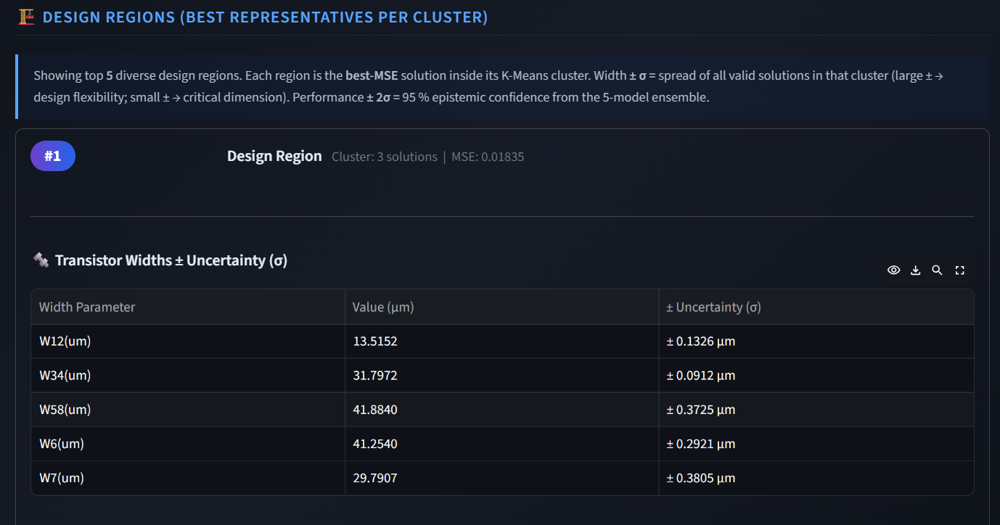 DESIGN REGIONS (BEST REPRESENTATIVES PER CLUSTER)
Showing top 5 diverse design regions. Each region is the best-MSE solution inside its K-Means cluster. Width ± σ = spread of all valid solutions in that cluster (large ± →
design flexibility; small ± → critical dimension). Performance ± 2σ = 95 % epistemic confidence from the 5-model ensemble.
#1
Design Region Cluster: 3 solutions | MSE: 0.01835
Transistor Widths ± Uncertainty (σ)
Width Parameter Value (μm) ± Uncertainty (σ)
W12(um) 13.5152 ± 0.1326 μm
W34(um) 31.7972 ± 0.0912 μm
W58(um) 41.8840 ± 0.3725 μm
W6(um) 41.2540 ± 0.2921 μm
W7(um) 29.7907 ± 0.3805 μm